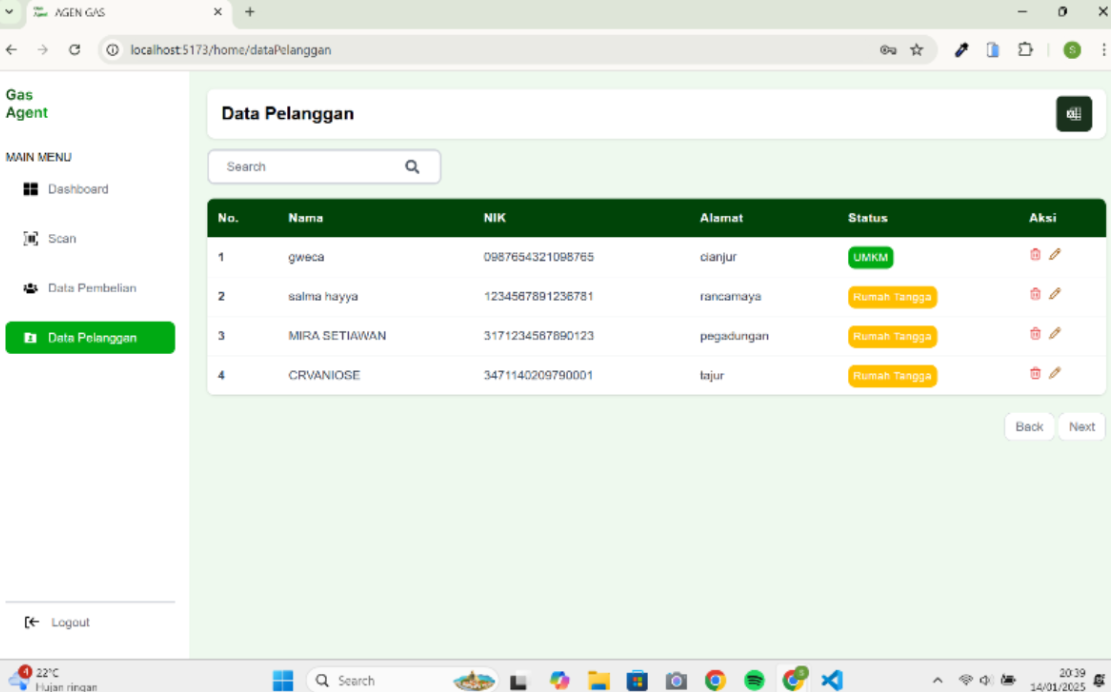 AGEN GAS
localhost:5173/home/dataPelanggan
S
Gas
Agent
Data Pelanggan
MAIN MENU
Search
Dashboard
No. Nama NIK Alamat Status Aksi
Scan
1 gweca 0987654321098765 cianjur UMKM
Data Pembelian
2 salma hayya 1234567891236781 rancamaya Rumah Tangga
Data Pelanggan
3 MIRA SETIAWAN 3171234567890123 pegadungan Rumah Tangga
4 CRVANIOSE 3471140209790001 tajur Rumah Tangga
Back Next
Logout
4 22°C
Hujan ringan
Search
20:39
14/01/2025